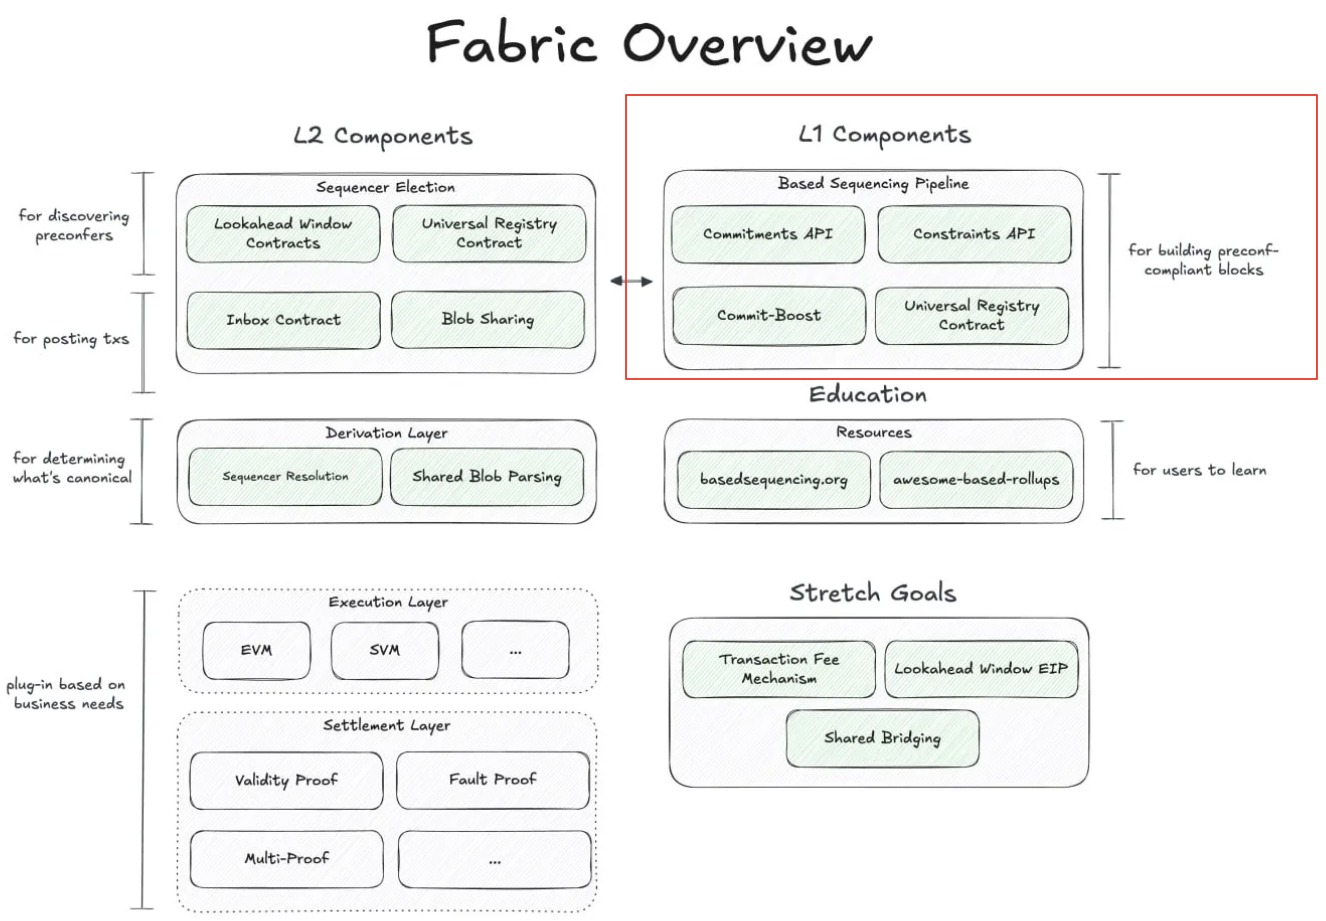 Fabric Overview
L2 Components
for discovering
preconfers
Sequencer Election
Lookahead Window
Contracts
Universal Registry
Contract
for posting txs
Inbox Contract
Blob Sharing
for determining
what's canonical
Derivation Layer
Sequencer Resolution
Shared Blob Parsing
plug-in based on
business needs
Execution Layer
EVM
SVM
...
Settlement Layer
Validity Proof
Fault Proof
Multi-Proof
...
L1 Components
Based Sequencing Pipeline
Commitments API
Constraints API
Commit-Boost
Universal Registry
Contract
for building preconf-
compliant blocks
Education
Resources
basedsequencing.org
awesome-based-rollups
for users to learn
Stretch Goals
Transaction Fee
Mechanism
Lookahead Window EIP
Shared Bridging